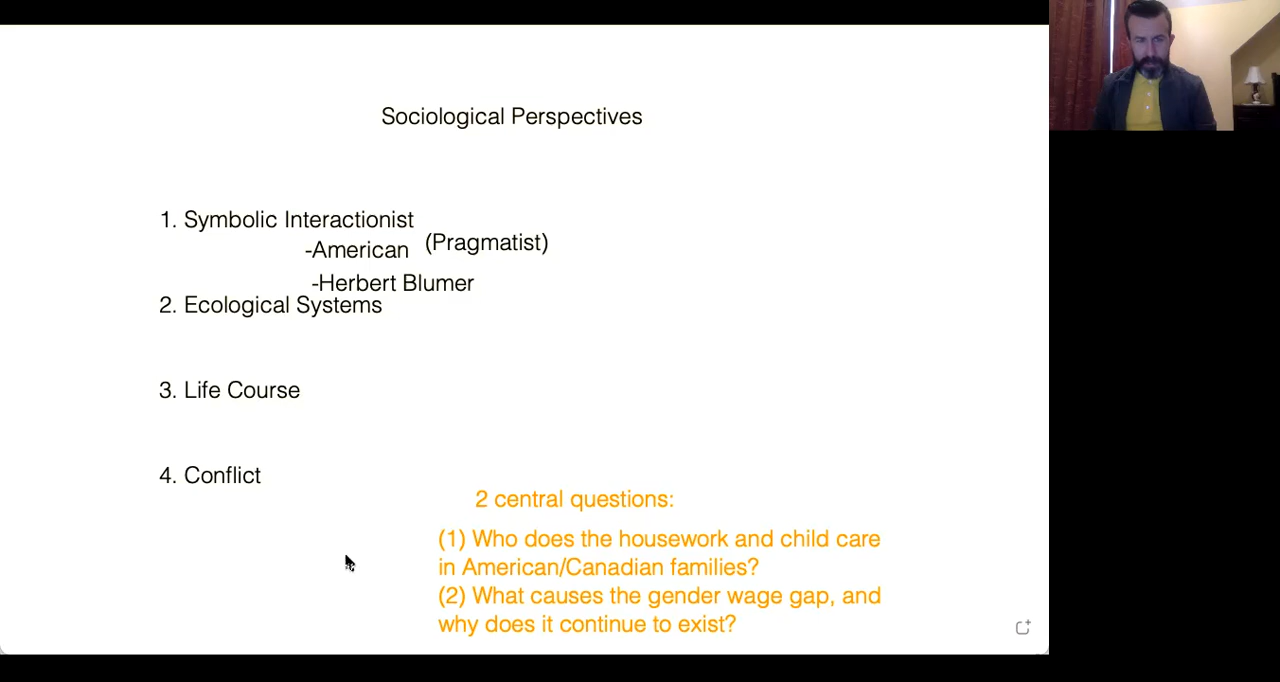 Sociological Perspectives
1. Symbolic Interactionist
-American (Pragmatist)
-Herbert Blumer
2. Ecological Systems
3. Life Course
4. Conflict
2 central questions:
(1) Who does the housework and child care
in American/Canadian families?
(2) What causes the gender wage gap, and
why does it continue to exist?